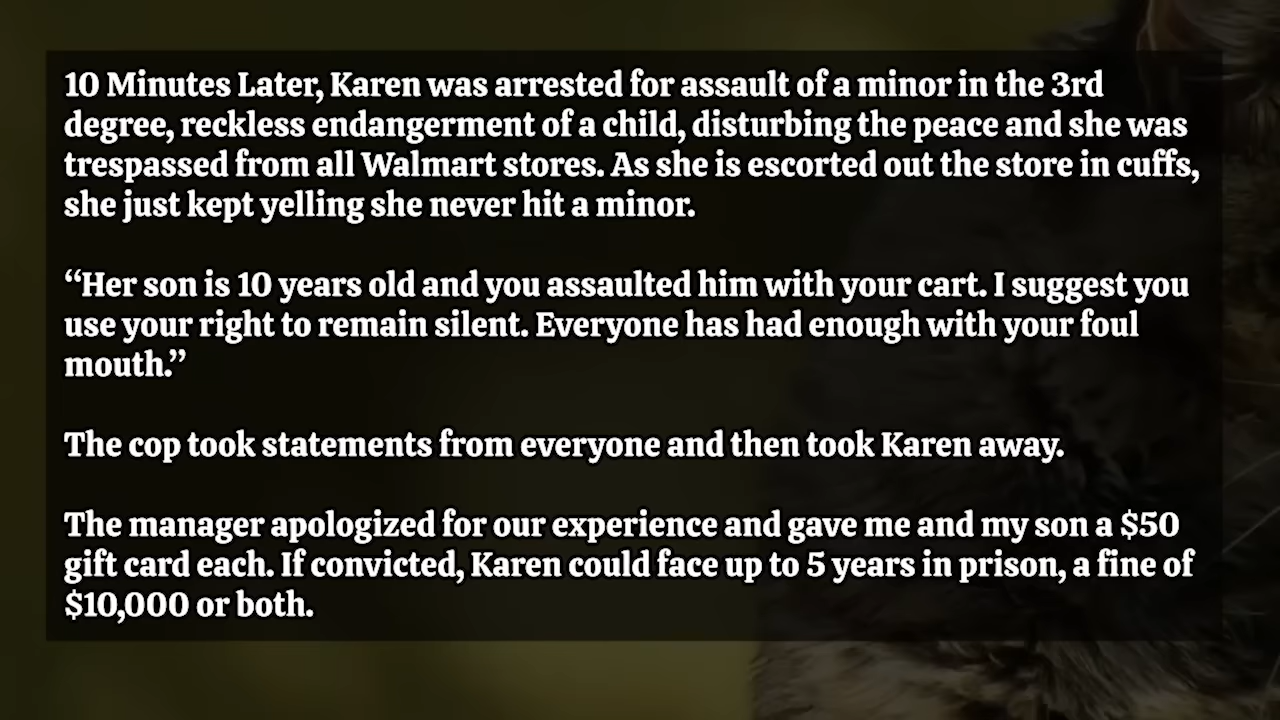 10 Minutes Later, Karen was arrested for assault of a minor in the 3rd
degree, reckless endangerment of a child, disturbing the peace and she was
trespassed from all Walmart stores. As she is escorted out the store in cuffs,
she just kept yelling she never hit a minor.
“Her son is 10 years old and you assaulted him with your cart. I suggest you
use your right to remain silent. Everyone has had enough with your foul
mouth.”
The cop took statements from everyone and then took Karen away.
The manager apologized for our experience and gave me and my son a $50
gift card each. If convicted, Karen could face up to 5 years in prison, a fine of
$10,000 or both.